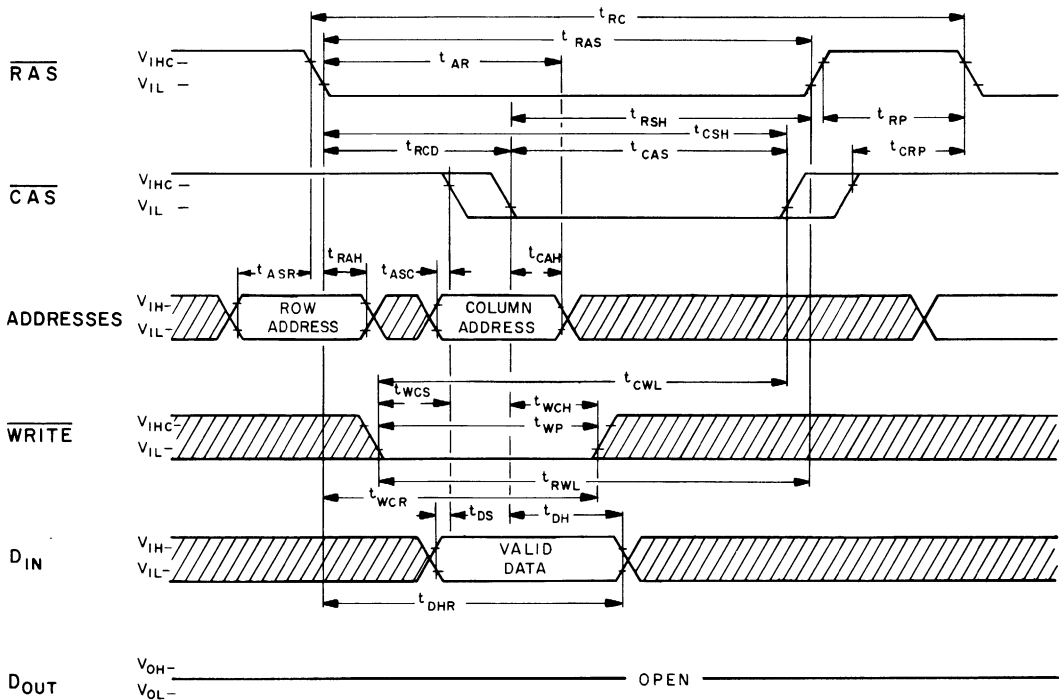 tRC
tRAS
RAS
VIHC
VIL
tAR
tRSH
tRP
tCSH
tRCD
tCAS
tCRP
CAS
VIHC
VIL
tASR
tRAH
tASC
tCAH
ADDRESSES
VIH
VIL
ROW ADDRESS
COLUMN ADDRESS
tCWL
tWCS
tWCH
tWP
WRITE
VIHC
VIL
tRWL
tWCR
tDS
tDH
DIN
VIH
VIL
VALID DATA
tDHR
DOUT
VOH
VOL
OPEN